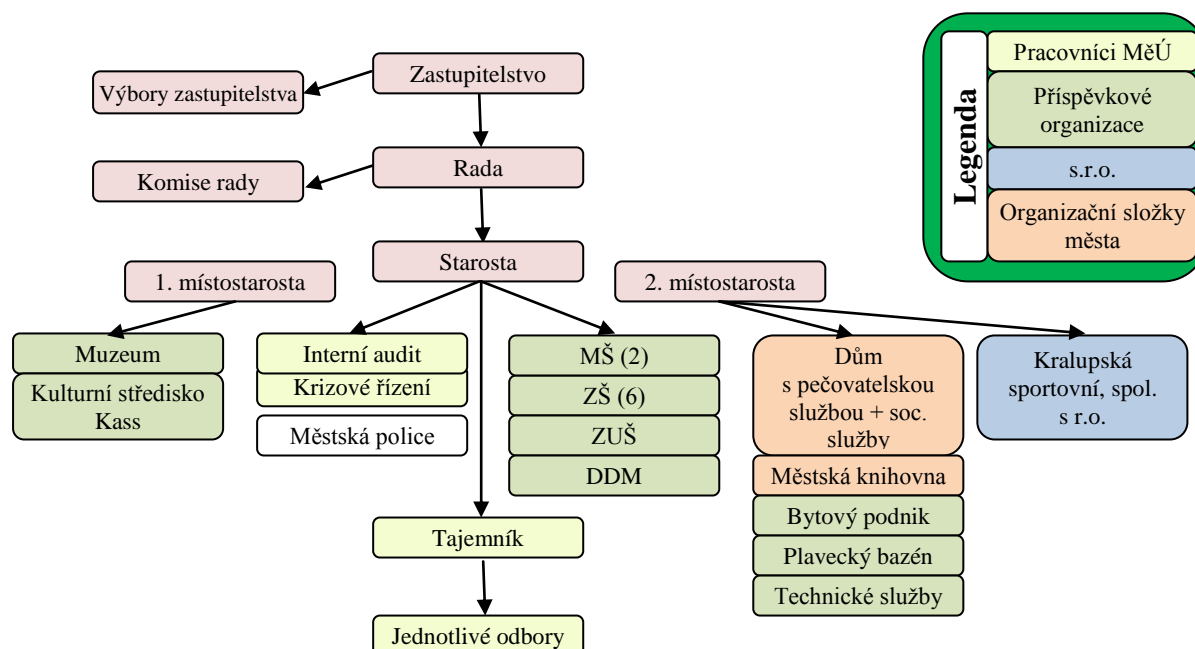 Zastupitelstvo
Výbory zastupitelstva
Rada
Komise rady
Starosta
1. místostarosta
2. místostarosta
Muzeum
Kulturní středisko
Kass
Interní audit
Krizové řízení
Městská police
MŠ (2)
ZŠ (6)
ZUŠ
DDM
Dům
s pečovatelskou
službou + soc.
služby
Městská knihovna
Bytový podnik
Plavecký bazén
Technické služby
Kralupská
sportovní, spol.
s r.o.
Tajemník
Jednotlivé odbory
Legenda
Pracovníci MěÚ
Příspěvkové
organizace
s.r.o.
Organizační složky
města